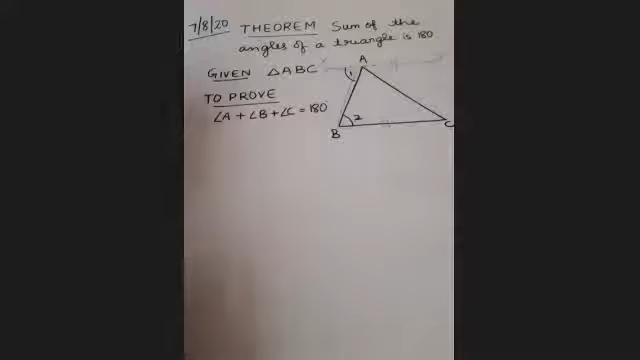 7/8/20 THEOREM Sum of the
angles of a triangle is 180
GIVEN △ABC
TO PROVE
∠A + ∠B + ∠C = 180°
A
1
2
B
C